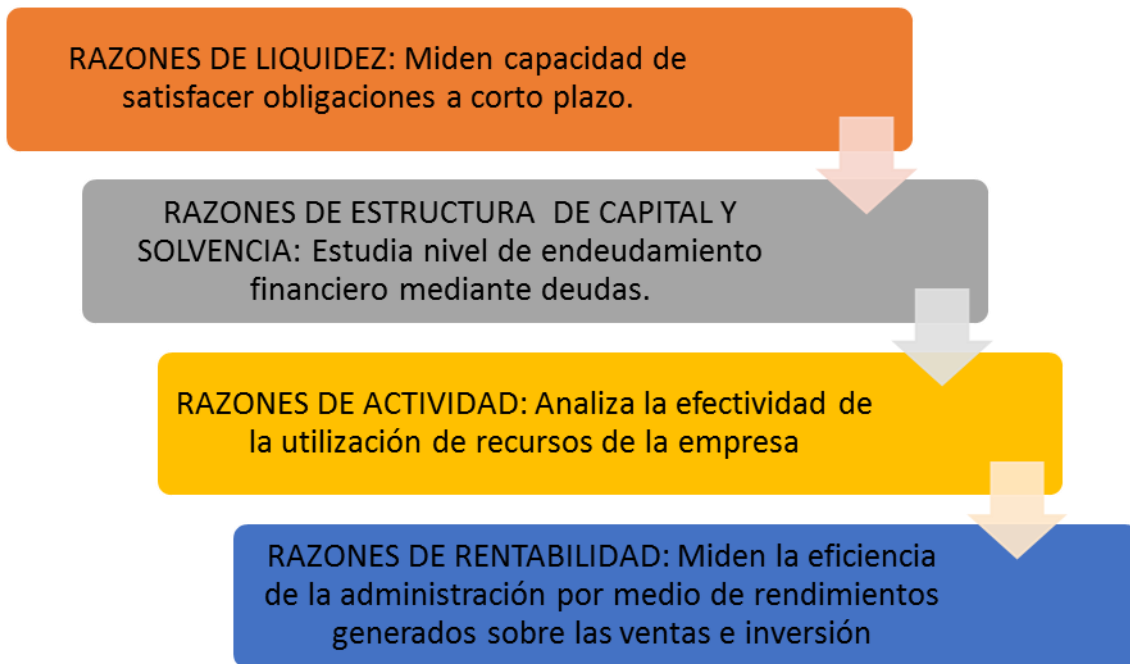 RAZONES DE LIQUIDEZ: Miden capacidad de
satisfacer obligaciones a corto plazo.
RAZONES DE ESTRUCTURA DE CAPITAL Y
SOLVENCIA: Estudia nivel de endeudamiento
financiero mediante deudas.
RAZONES DE ACTIVIDAD: Analiza la efectividad de
la utilización de recursos de la empresa
RAZONES DE RENTABILIDAD: Miden la eficiencia
de la administración por medio de rendimientos
generados sobre las ventas e inversión